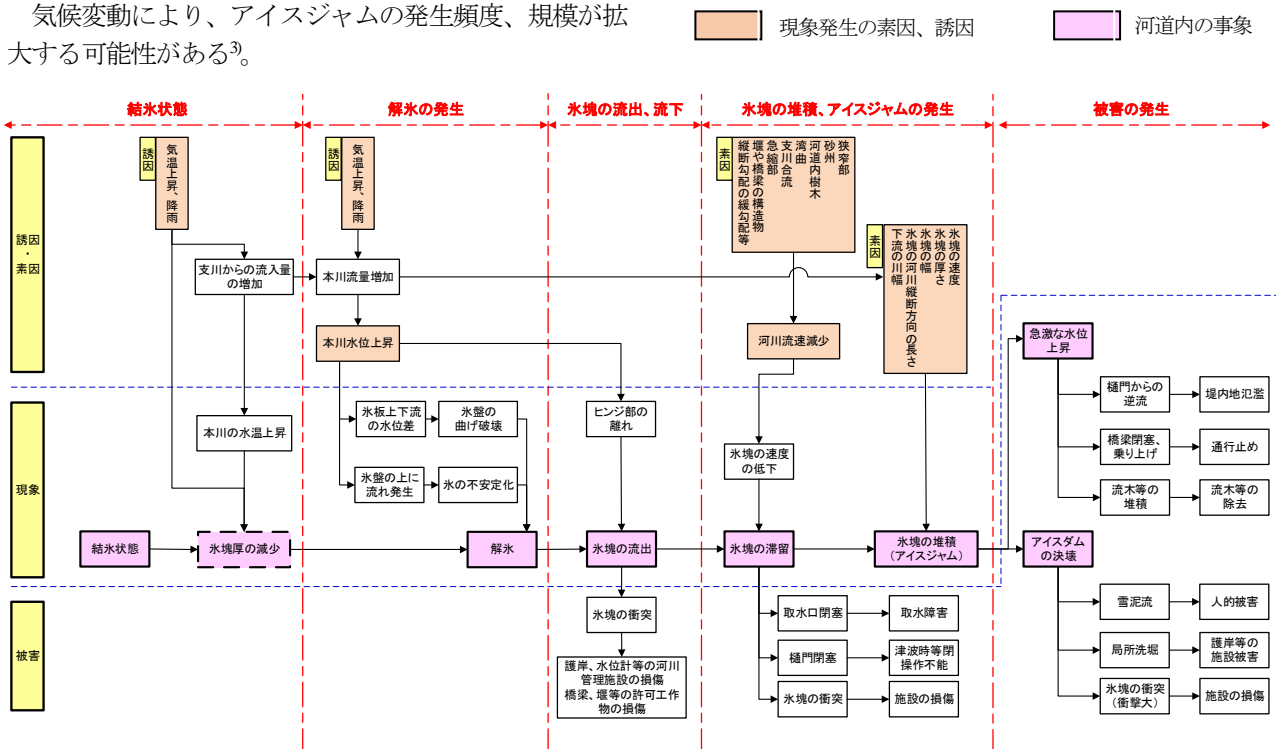 気候変動により、アイスジャムの発生頻度、規模が拡
大する可能性がある3)。
現象発生の素因、誘因
河道内の事象
結氷状態
解氷の発生
氷塊の流出、流下
氷塊の堆積、アイスジャムの発生
被害の発生
誘因
・
素因
誘因
気温上昇、降雨
誘因
気温上昇、降雨
素因
狭窄部
砂州
河道内樹木
湾曲
支川合流
急縮部
堰や橋梁の構造物
縦断勾配の緩勾配等
素因
氷塊の速度
氷塊の厚さ
氷塊の幅
氷塊の河川縦断方向の長さ
下流の川幅
支川からの流入量
の増加
本川流量増加
本川水位上昇
河川流速減少
急激な水位
上昇
樋門からの
逆流
堤内地氾濫
橋梁閉塞、
乗り上げ
通行止め
流木等の
堆積
流木等の
除去
現象
本川の水温上昇
氷板上下流
の水位差
氷盤の
曲げ破壊
氷盤の上に
流れ発生
氷の不安定化
ヒンジ部の
離れ
氷塊の速度
の低下
結氷状態
氷塊厚の減少
解氷
氷塊の流出
氷塊の滞留
氷塊の堆積
(アイスジャム)
アイスダム
の決壊
被害
氷塊の衝突
護岸、水位計等の河川
管理施設の損傷
橋梁、堰等の許可工作
物の損傷
取水口閉塞
取水障害
樋門閉塞
津波時等閉
操作不能
氷塊の衝突
施設の損傷
雪泥流
人的被害
局所洗堀
護岸等の
施設被害
氷塊の衝突
(衝撃大)
施設の損傷